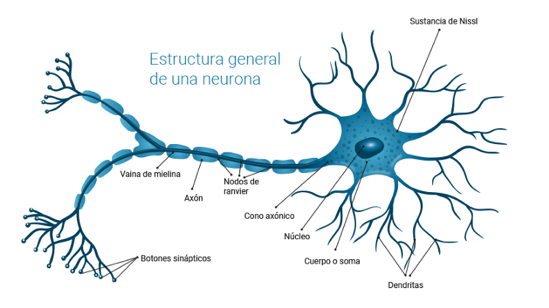 Sustancia de Nissl
Estructura general
de una neurona
Vaina de mielina
Axón
Nodos de
ranvier
Cono axónico
Núcleo
Cuerpo o soma
Botones sinápticos
Dendritas